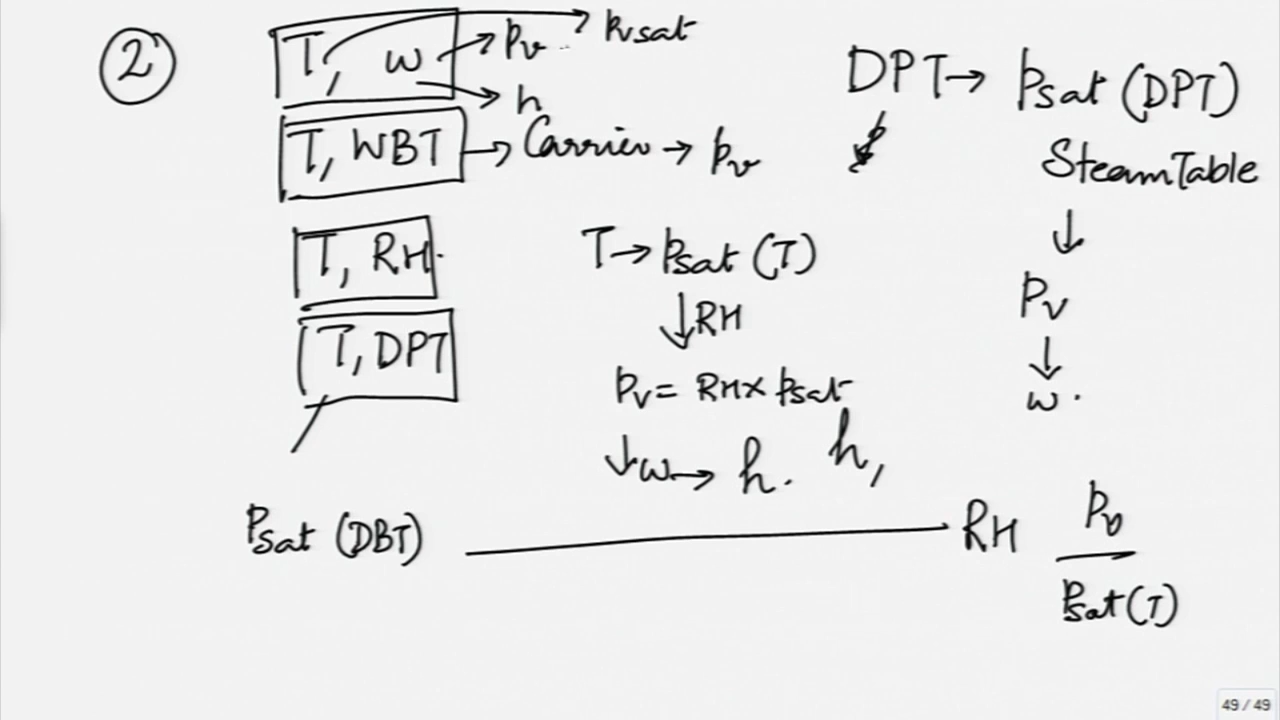 ②
T, w → pv → pvsat
→ h
T, WBT → Carrier → pv
T, RH.
T, DPT
T → psat (T)
↓ RH
pv = RH × psat
↓ w → h. h,
DPT → psat (DPT)
Steam Table
↓
pv
↓
w.
Psat (DBT) — RH pv
psat (T)
49 / 49